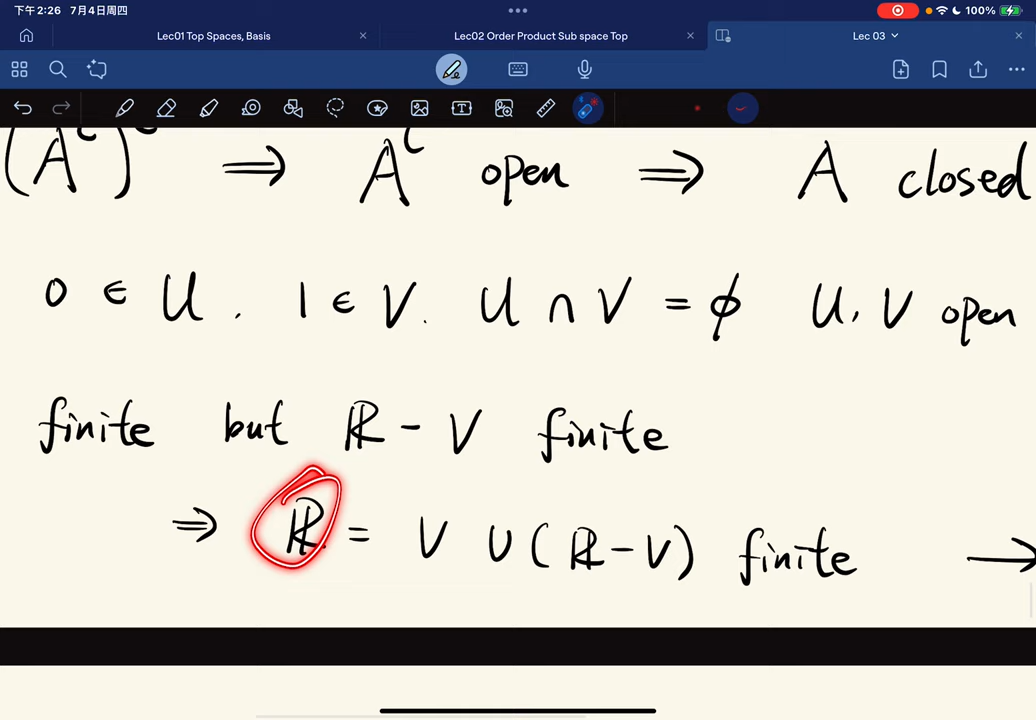 下午2:26 7月4日周四
100%
Lec01 Top Spaces, Basis
Lec02 Order Product Sub space Top
Lec 03
(A^c)^c ⟹ A^c open ⟹ A closed
0 ∈ U. 1 ∈ V. U ∩ V = ϕ U, V open
finite but ℝ - V finite
⇒ ℝ = V ∪ (ℝ - V) finite →